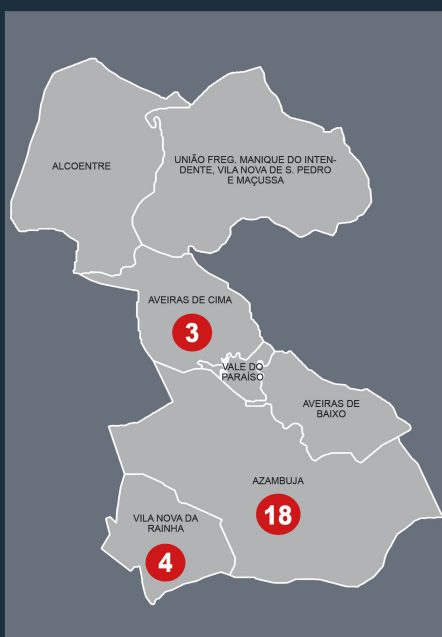 ALCOENTRE
UNIÃO FREG. MANIQUE DO INTEN-
DENTE, VILA NOVA DE S. PEDRO
E MAÇUSSA
AVEIRAS DE CIMA
3
VALE DO
PARAÍSO
AVEIRAS DE
BAIXO
AZAMBUJA
18
VILA NOVA DA
RAINHA
4